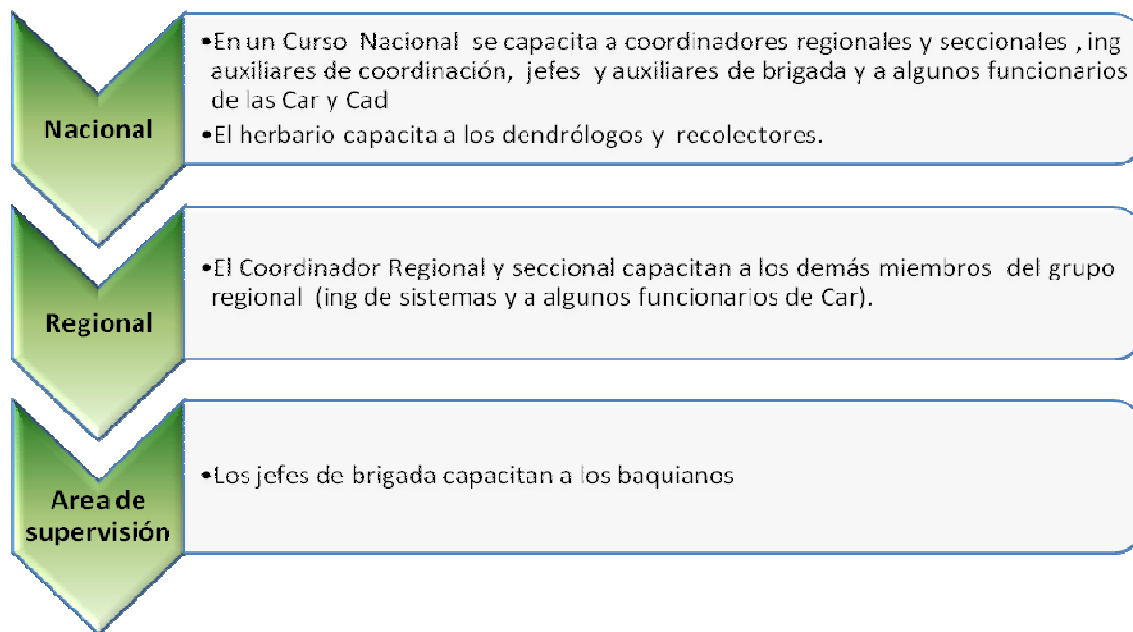 Nacional
•En un Curso Nacional se capacita a coordinadores regionales y seccionales , ing
auxiliares de coordinación, jefes y auxiliares de brigada y a algunos funcionarios
de las Car y Cad
•El herbario capacita a los dendrólogos y recolectores.
Regional
•El Coordinador Regional y seccional capacitan a los demás miembros del grupo
regional (ing de sistemas y a algunos funcionarios de Car).
Area de
supervisión
•Los jefes de brigada capacitan a los baquianos